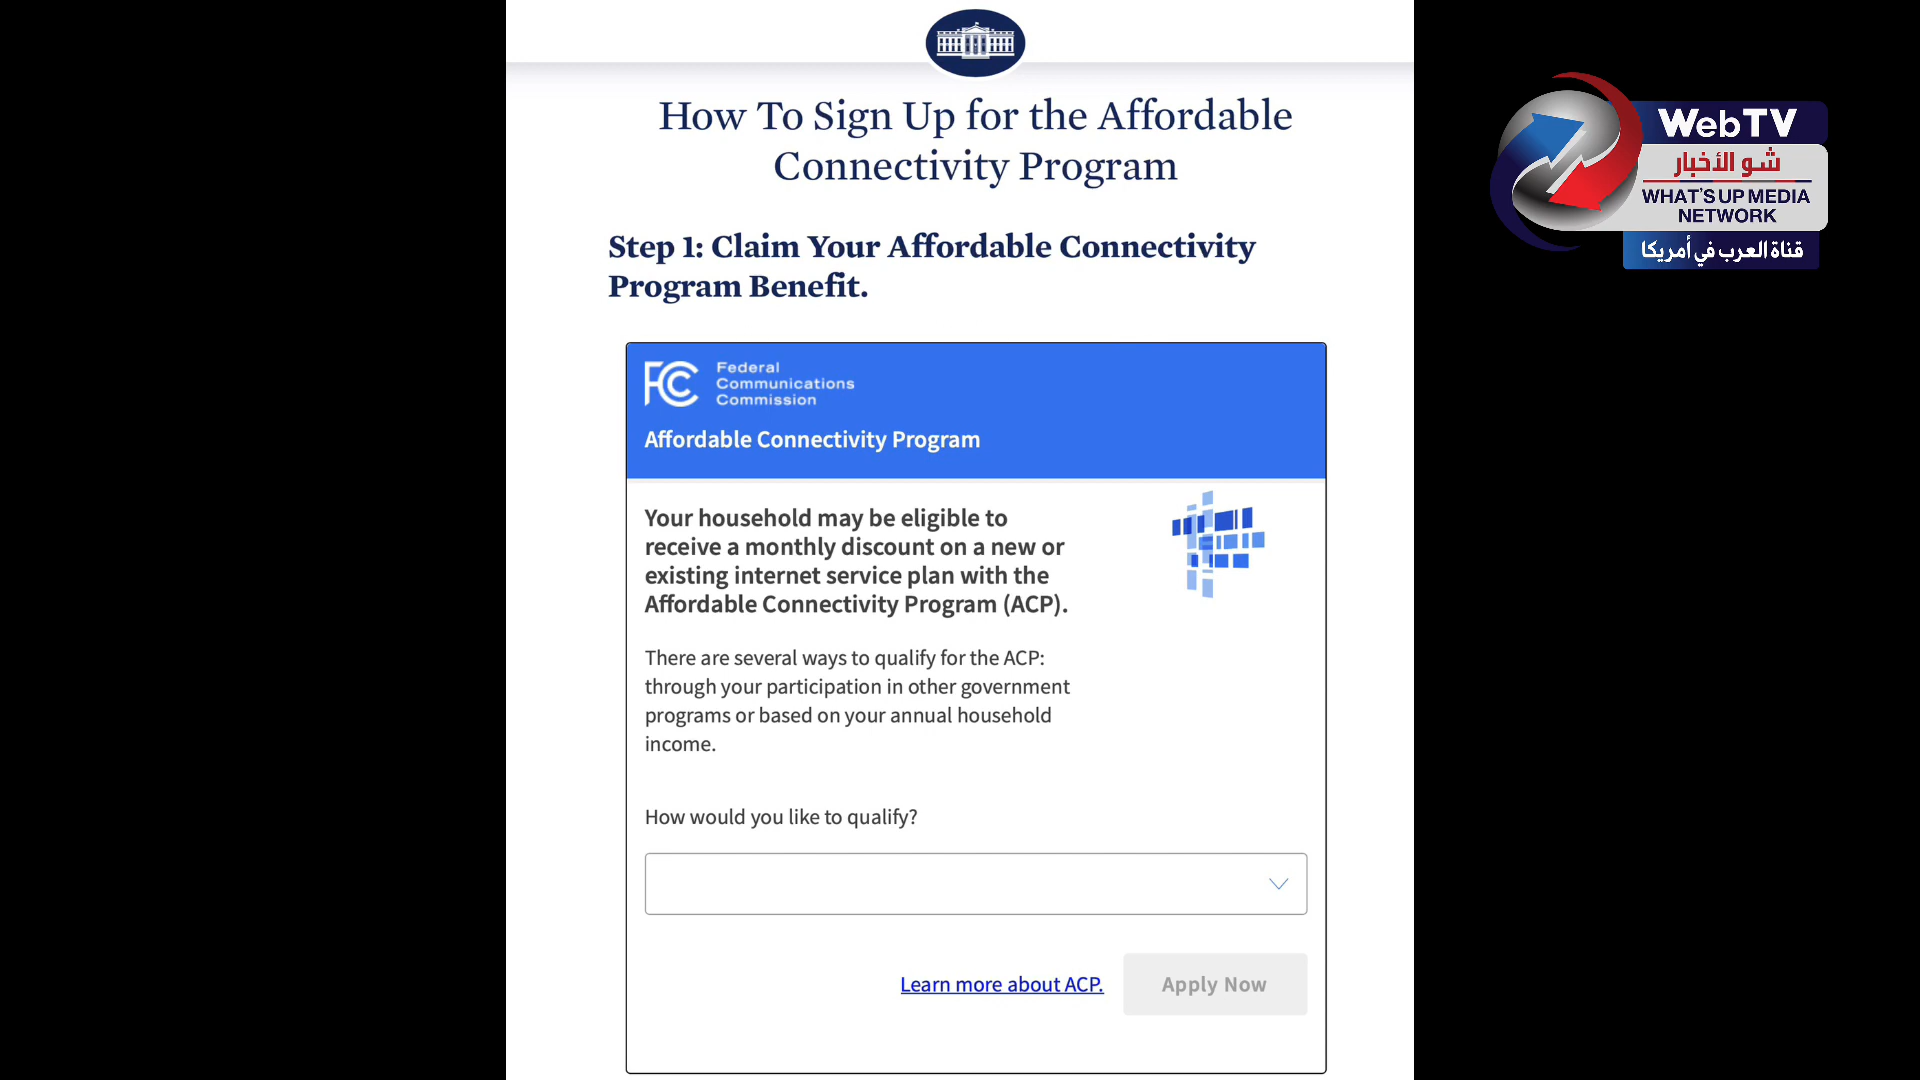 How To Sign Up for the Affordable
Connectivity Program
Step 1: Claim Your Affordable Connectivity
Program Benefit.
FCC
Federal
Communications
Commission
Affordable Connectivity Program
Your household may be eligible to
receive a monthly discount on a new or
existing internet service plan with the
Affordable Connectivity Program (ACP).
There are several ways to qualify for the ACP:
through your participation in other government
programs or based on your annual household
income.
How would you like to qualify?
Learn more about ACP.
Apply Now
WebTV
شو الأخبار
WHAT'S UP MEDIA
NETWORK
قناة العرب في أمريكا